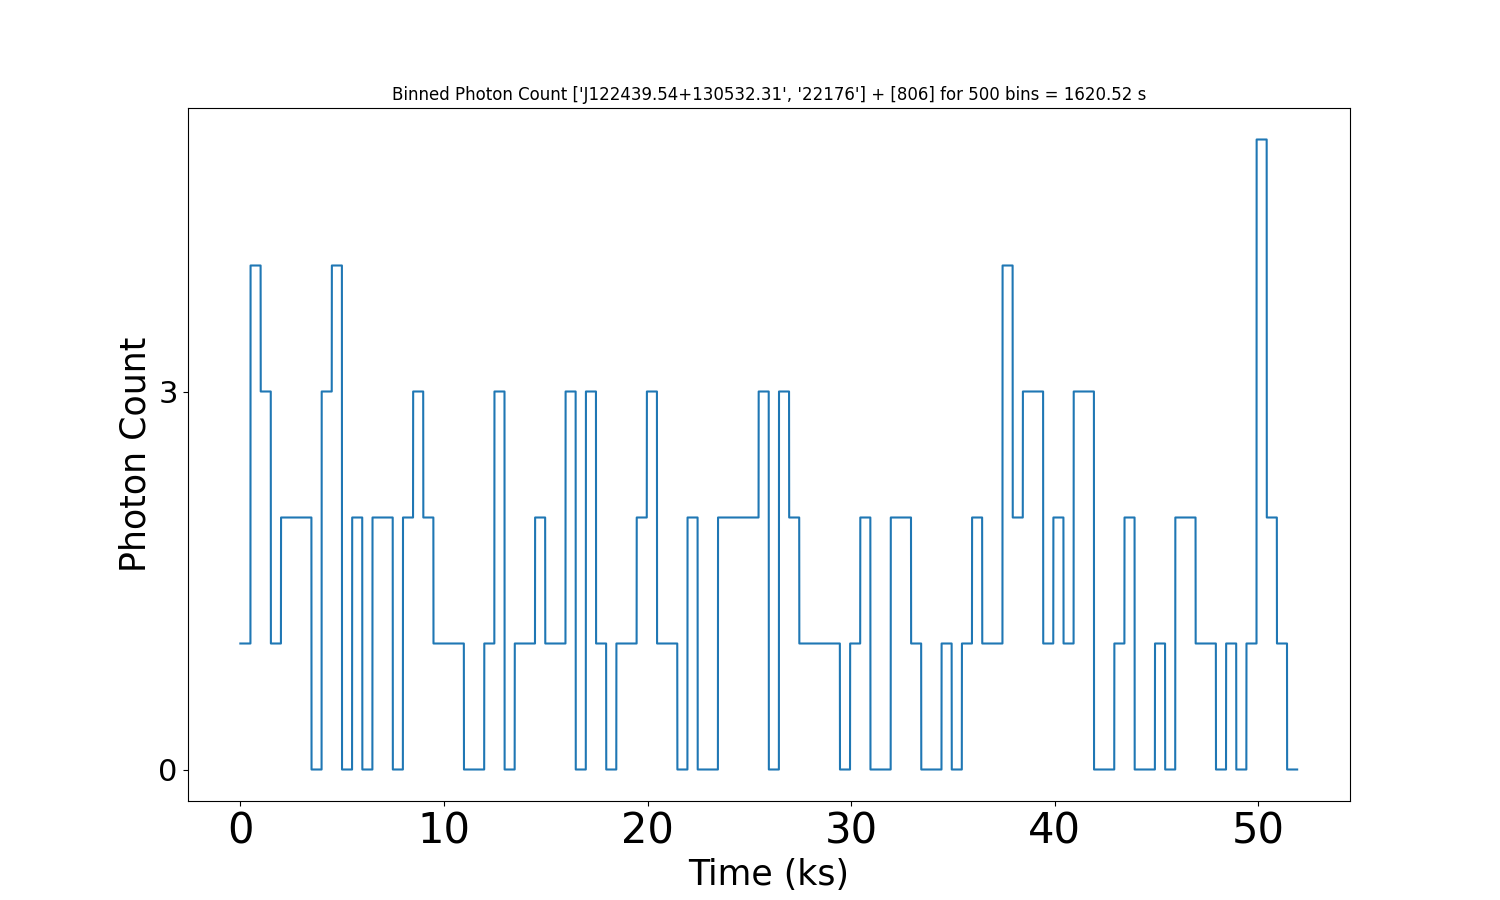 Binned Photon Count ['J122439.54+130532.31', '22176'] + [806] for 500 bins = 1620.52 s
Photon Count
3
0
0 10 20 30 40 50
Time (ks)